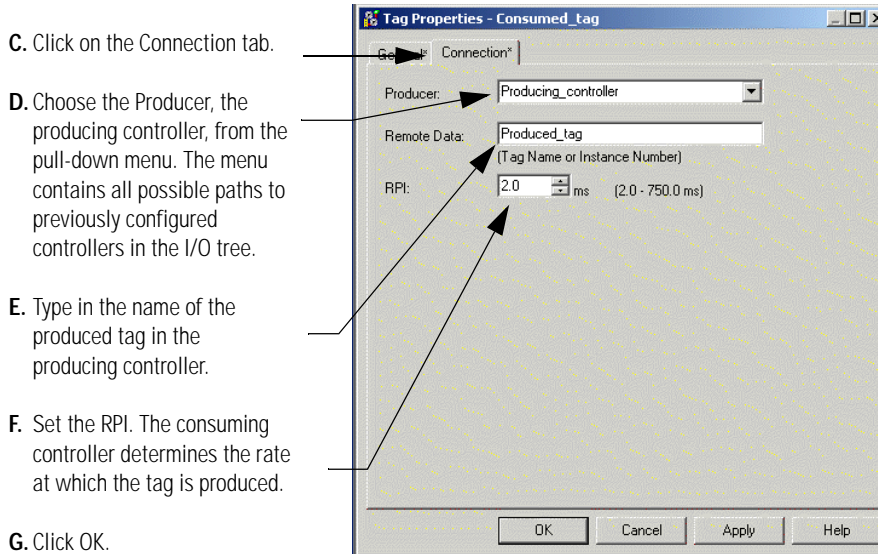 C. Click on the Connection tab.
D. Choose the Producer, the
producing controller, from the
pull-down menu. The menu
contains all possible paths to
previously configured
controllers in the I/O tree.
E. Type in the name of the
produced tag in the
producing controller.
F. Set the RPI. The consuming
controller determines the rate
at which the tag is produced.
G. Click OK.
Tag Properties - Consumed_tag
General* Connection*
Producer: Producing_controller
Remote Data: Produced_tag
(Tag Name or Instance Number)
RPI: 2.0 ms (2.0 - 750.0 ms)
OK Cancel Apply Help